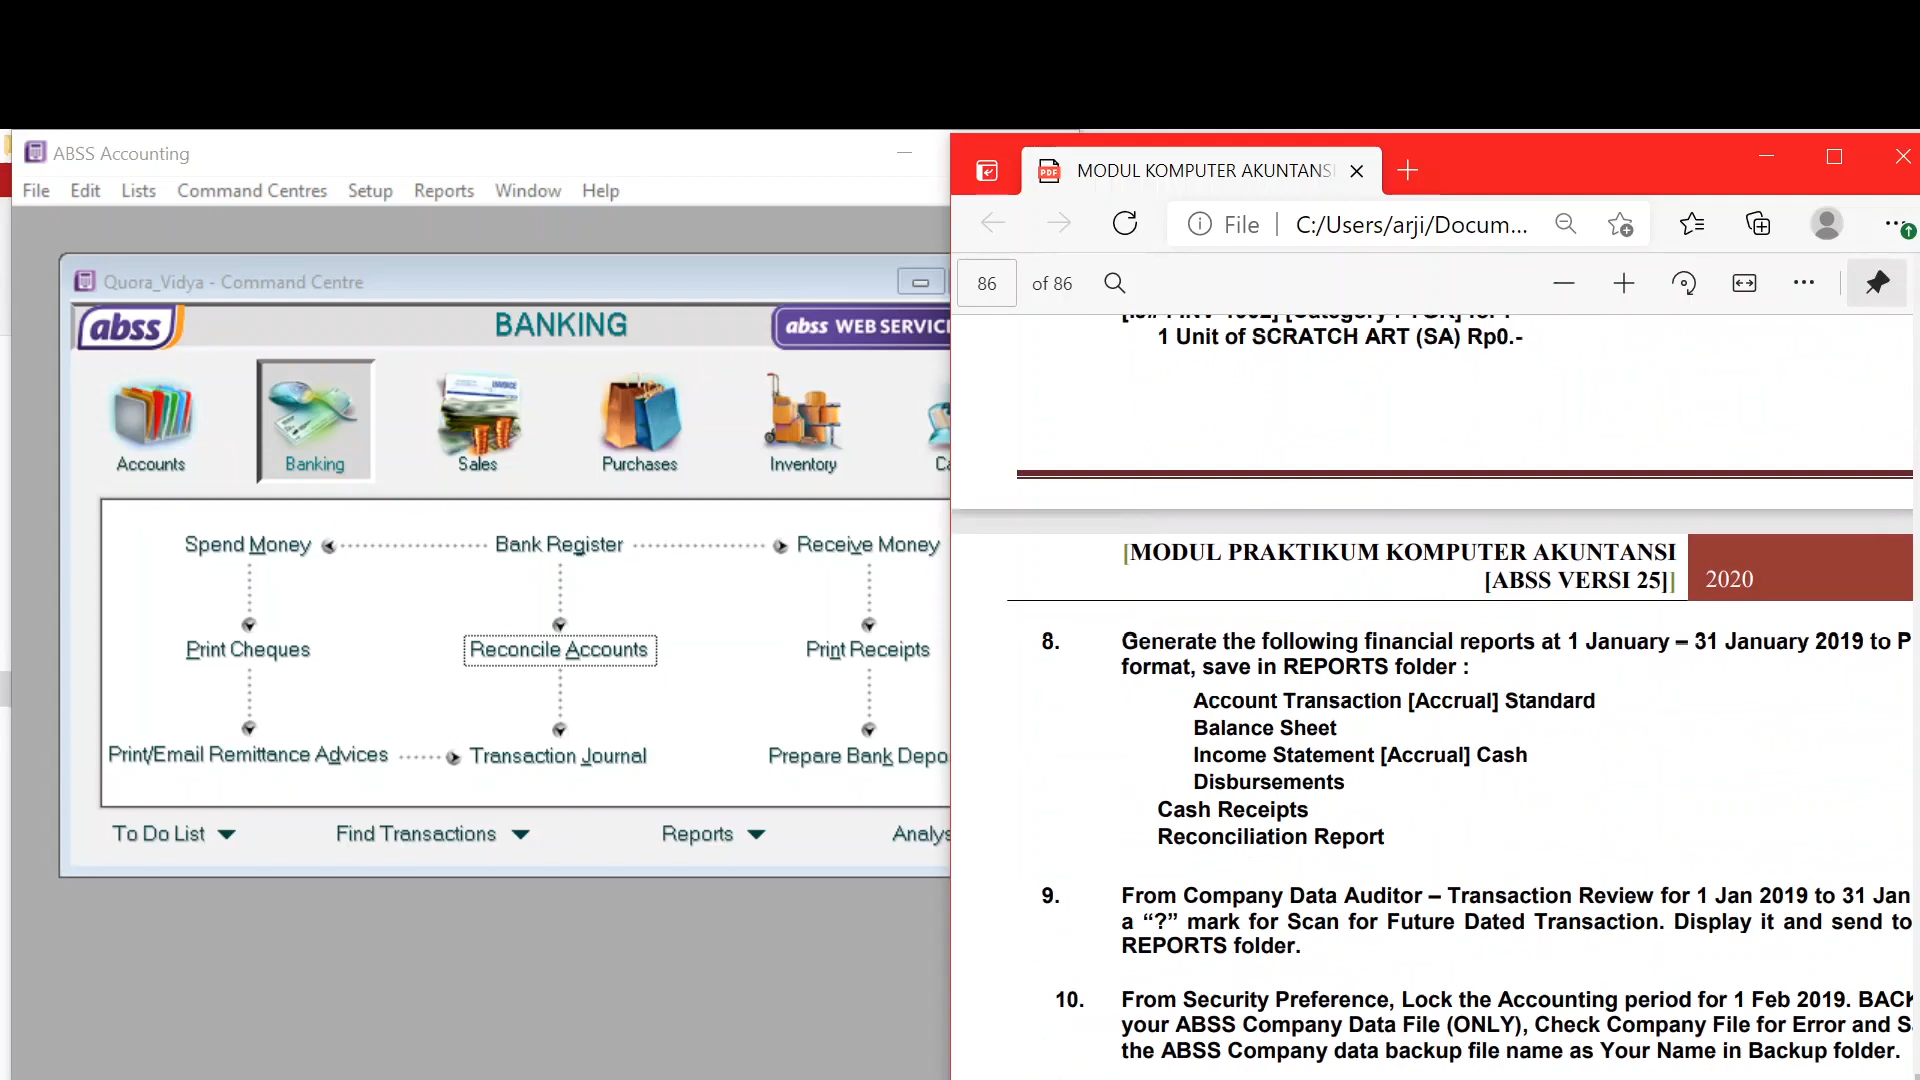 ABSS Accounting
File Edit Lists Command Centres Setup Reports Window Help
Quora_Vidya - Command Centre
abss
BANKING
abss WEB SERVIC
Accounts
Banking
Sales
Purchases
Inventory
Ca
Spend Money
Bank Register
Receive Money
Print Cheques
Reconcile Accounts
Print Receipts
Print/Email Remittance Advices
Transaction Journal
Prepare Bank Depo
To Do List
Find Transactions
Reports
Analys
PDF
MODUL KOMPUTER AKUNTANSI
File
C:/Users/arji/Docum...
86 of 86
1 Unit of SCRATCH ART (SA) Rp0.-
[MODUL PRAKTIKUM KOMPUTER AKUNTANSI
[ABSS VERSI 25]]
2020
8. Generate the following financial reports at 1 January – 31 January 2019 to P
format, save in REPORTS folder :
Account Transaction [Accrual] Standard
Balance Sheet
Income Statement [Accrual] Cash
Disbursements
Cash Receipts
Reconciliation Report
9. From Company Data Auditor – Transaction Review for 1 Jan 2019 to 31 Jan
a “?” mark for Scan for Future Dated Transaction. Display it and send to
REPORTS folder.
10. From Security Preference, Lock the Accounting period for 1 Feb 2019. BACK
your ABSS Company Data File (ONLY), Check Company File for Error and S
the ABSS Company data backup file name as Your Name in Backup folder.